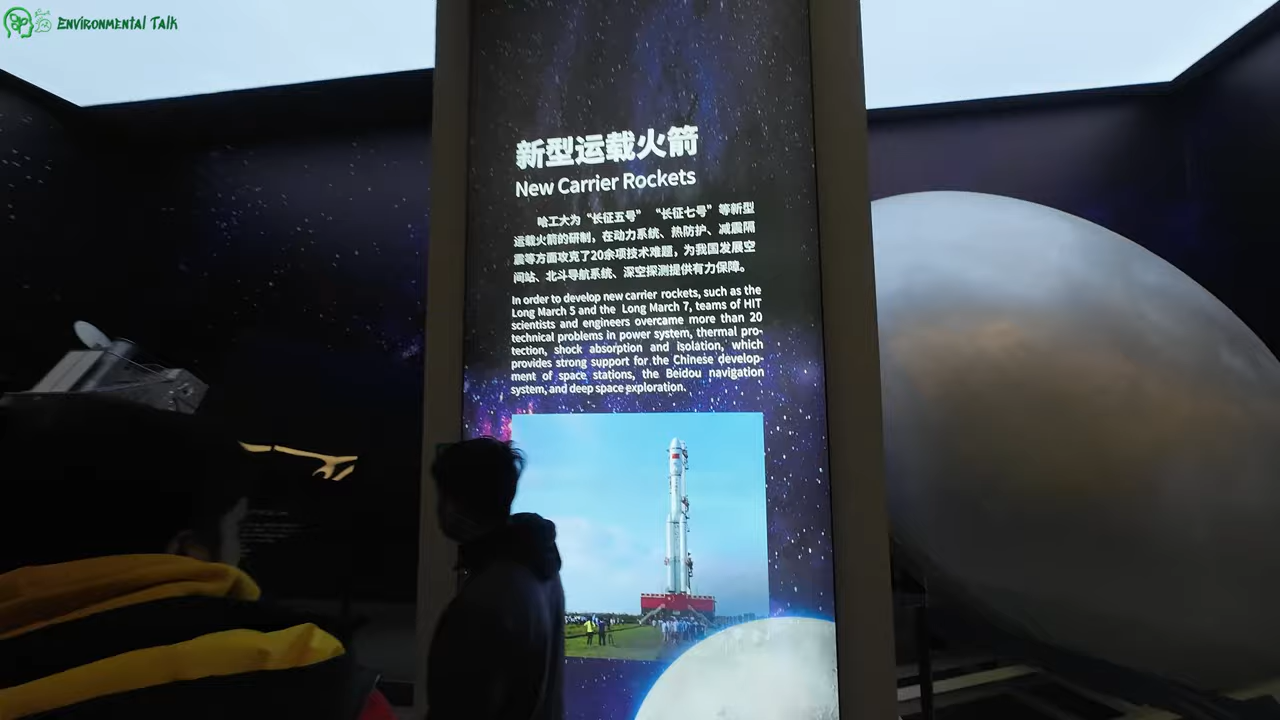 Environmental Talk
新型运载火箭
New Carrier Rockets
哈工大为“长征五号”“长征七号”等新型
运载火箭的研制，在动力系统、热防护、减震隔
震等方面攻克了20余项技术难题，为我国发展空
间站、北斗导航系统、深空探测提供有力保障。
In order to develop new carrier rockets, such as the
Long March 5 and the Long March 7, teams of HIT
scientists and engineers overcame more than 20
technical problems in power system, thermal pro-
tection, shock absorption and isolation, which
provides strong support for the Chinese develop-
ment of space stations, the Beidou navigation
system, and deep space exploration.